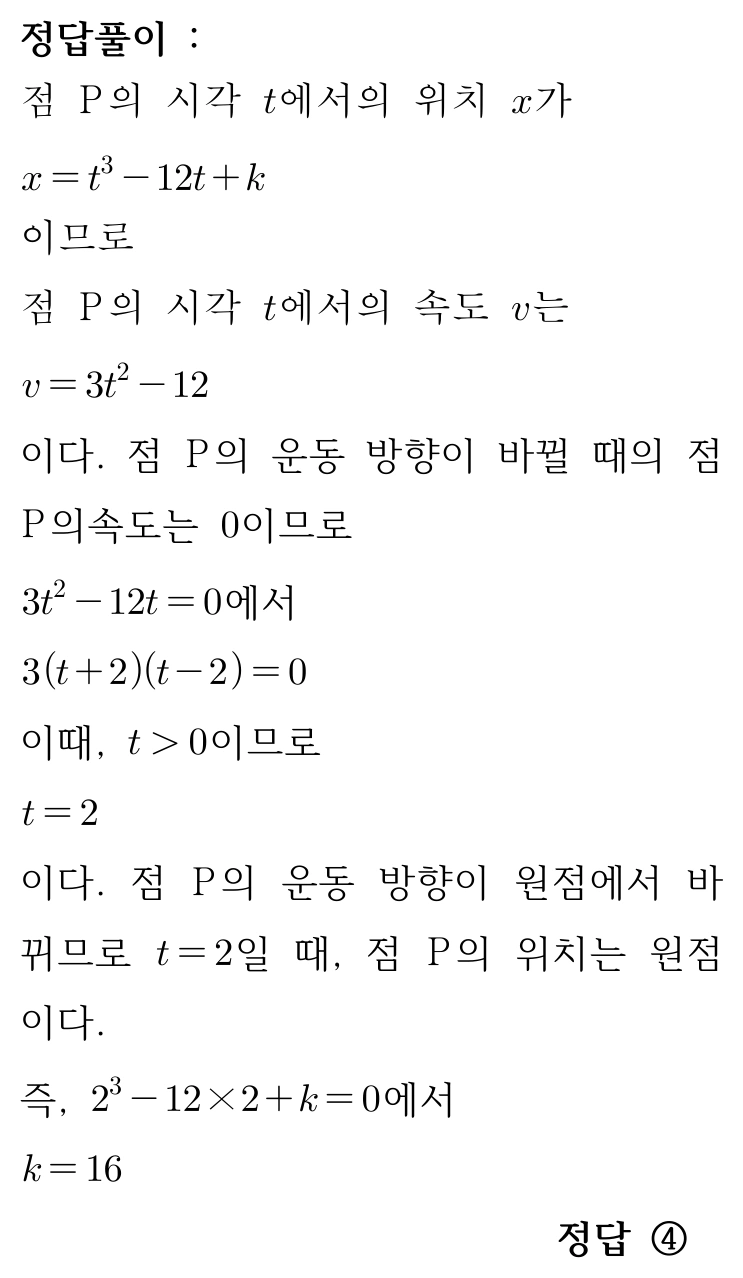 정답풀이 :
점 P의 시각 t에서의 위치 x가
x=t³-12t+k
이므로
점 P의 시각 t에서의 속도 v는
v=3t²-12
이다. 점 P의 운동 방향이 바뀔 때의 점
P의속도는 0이므로
3t²-12t=0에서
3(t+2)(t-2)=0
이때, t>0이므로
t=2
이다. 점 P의 운동 방향이 원점에서 바
뀌므로 t=2일 때, 점 P의 위치는 원점
이다.
즉, 2³-12×2+k=0에서
k=16
정답 ④